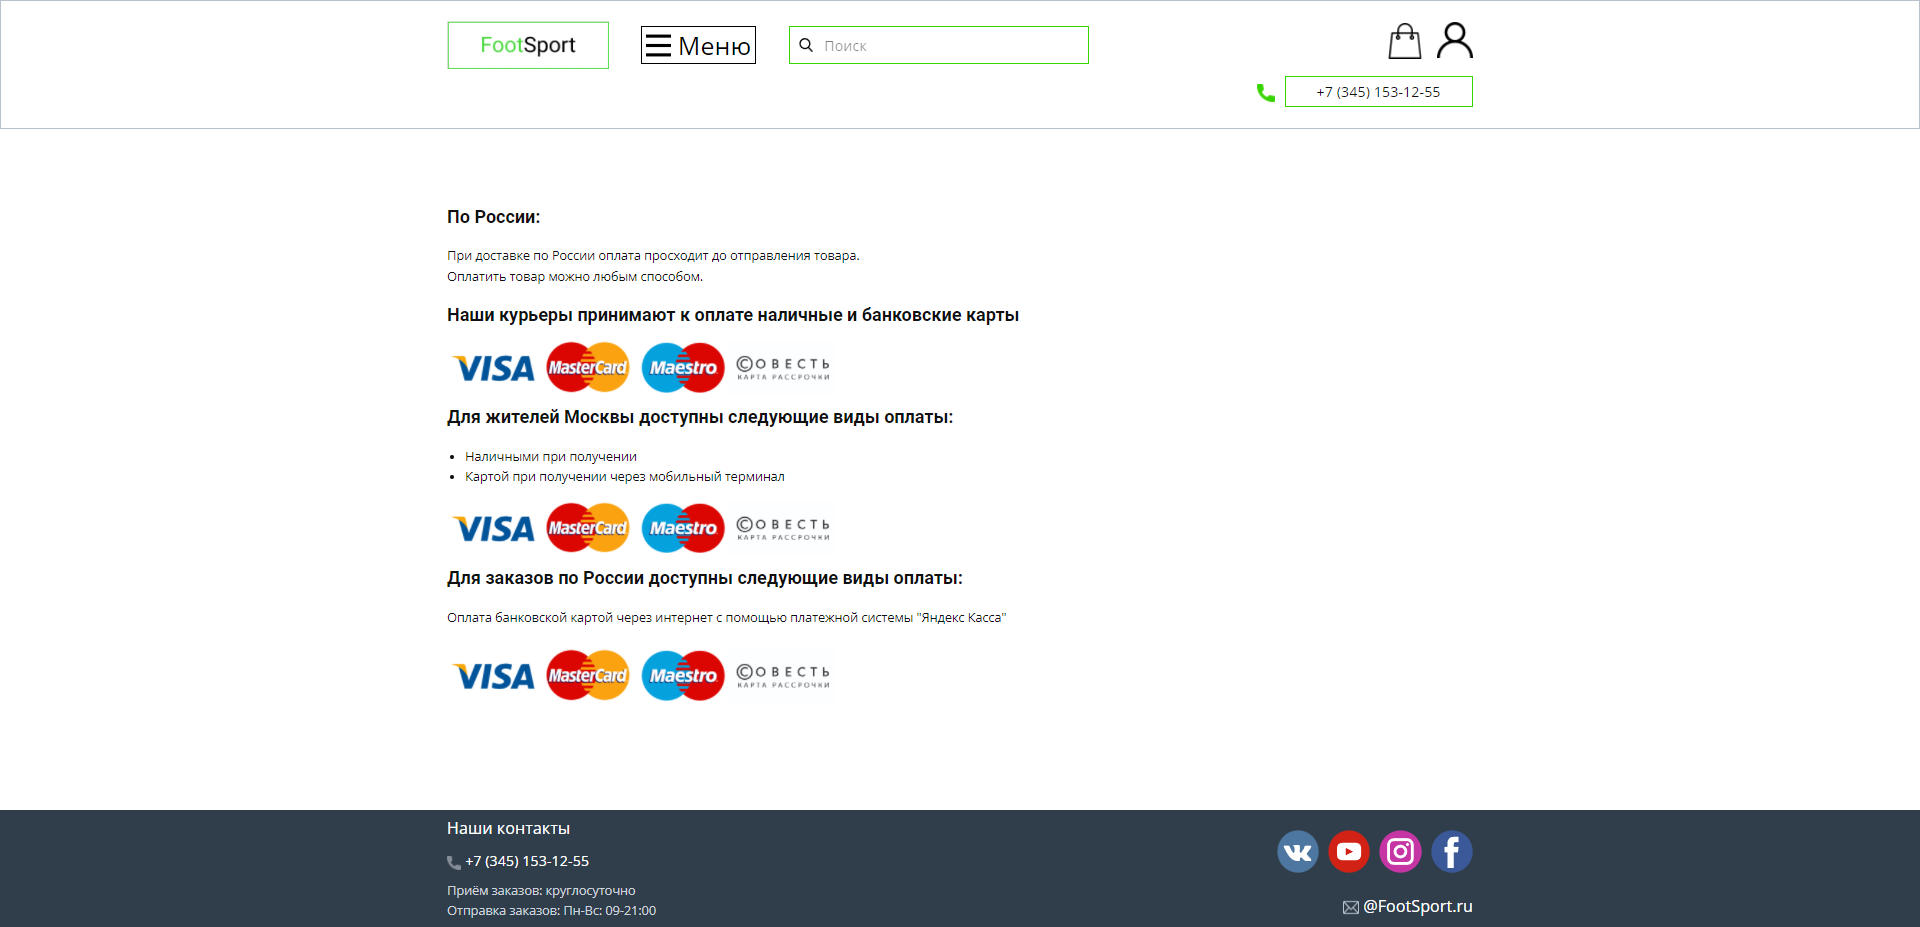 FootSport
Меню
Поиск
+7 (345) 153-12-55
По России:
При доставке по России оплата просходит до отправления товара.
Оплатить товар можно любым способом.
Наши курьеры принимают к оплате наличные и банковские карты
VISA MasterCard Maestro СОВЕСТЬ
КАРТА РАССРОЧКИ
Для жителей Москвы доступны следующие виды оплаты:
Наличными при получении
Картой при получении через мобильный терминал
VISA MasterCard Maestro СОВЕСТЬ
КАРТА РАССРОЧКИ
Для заказов по России доступны следующие виды оплаты:
Оплата банковской картой через интернет с помощью платежной системы "Яндекс Касса"
VISA MasterCard Maestro СОВЕСТЬ
КАРТА РАССРОЧКИ
Наши контакты
+7 (345) 153-12-55
Приём заказов: круглосуточно
Отправка заказов: Пн-Вс: 09-21:00
@FootSport.ru